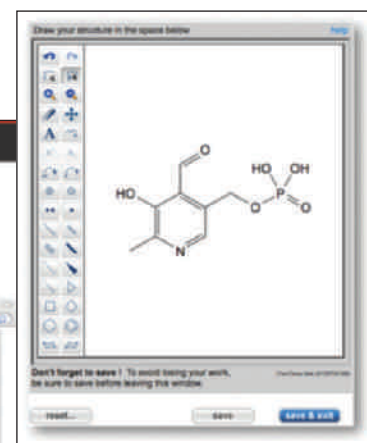 Draw your structure in the space below help
A
O
HO OH
HO P
O O
N
Don't forget to save ! To avoid losing your work,
be sure to save before leaving this window.
reset... save save & exit